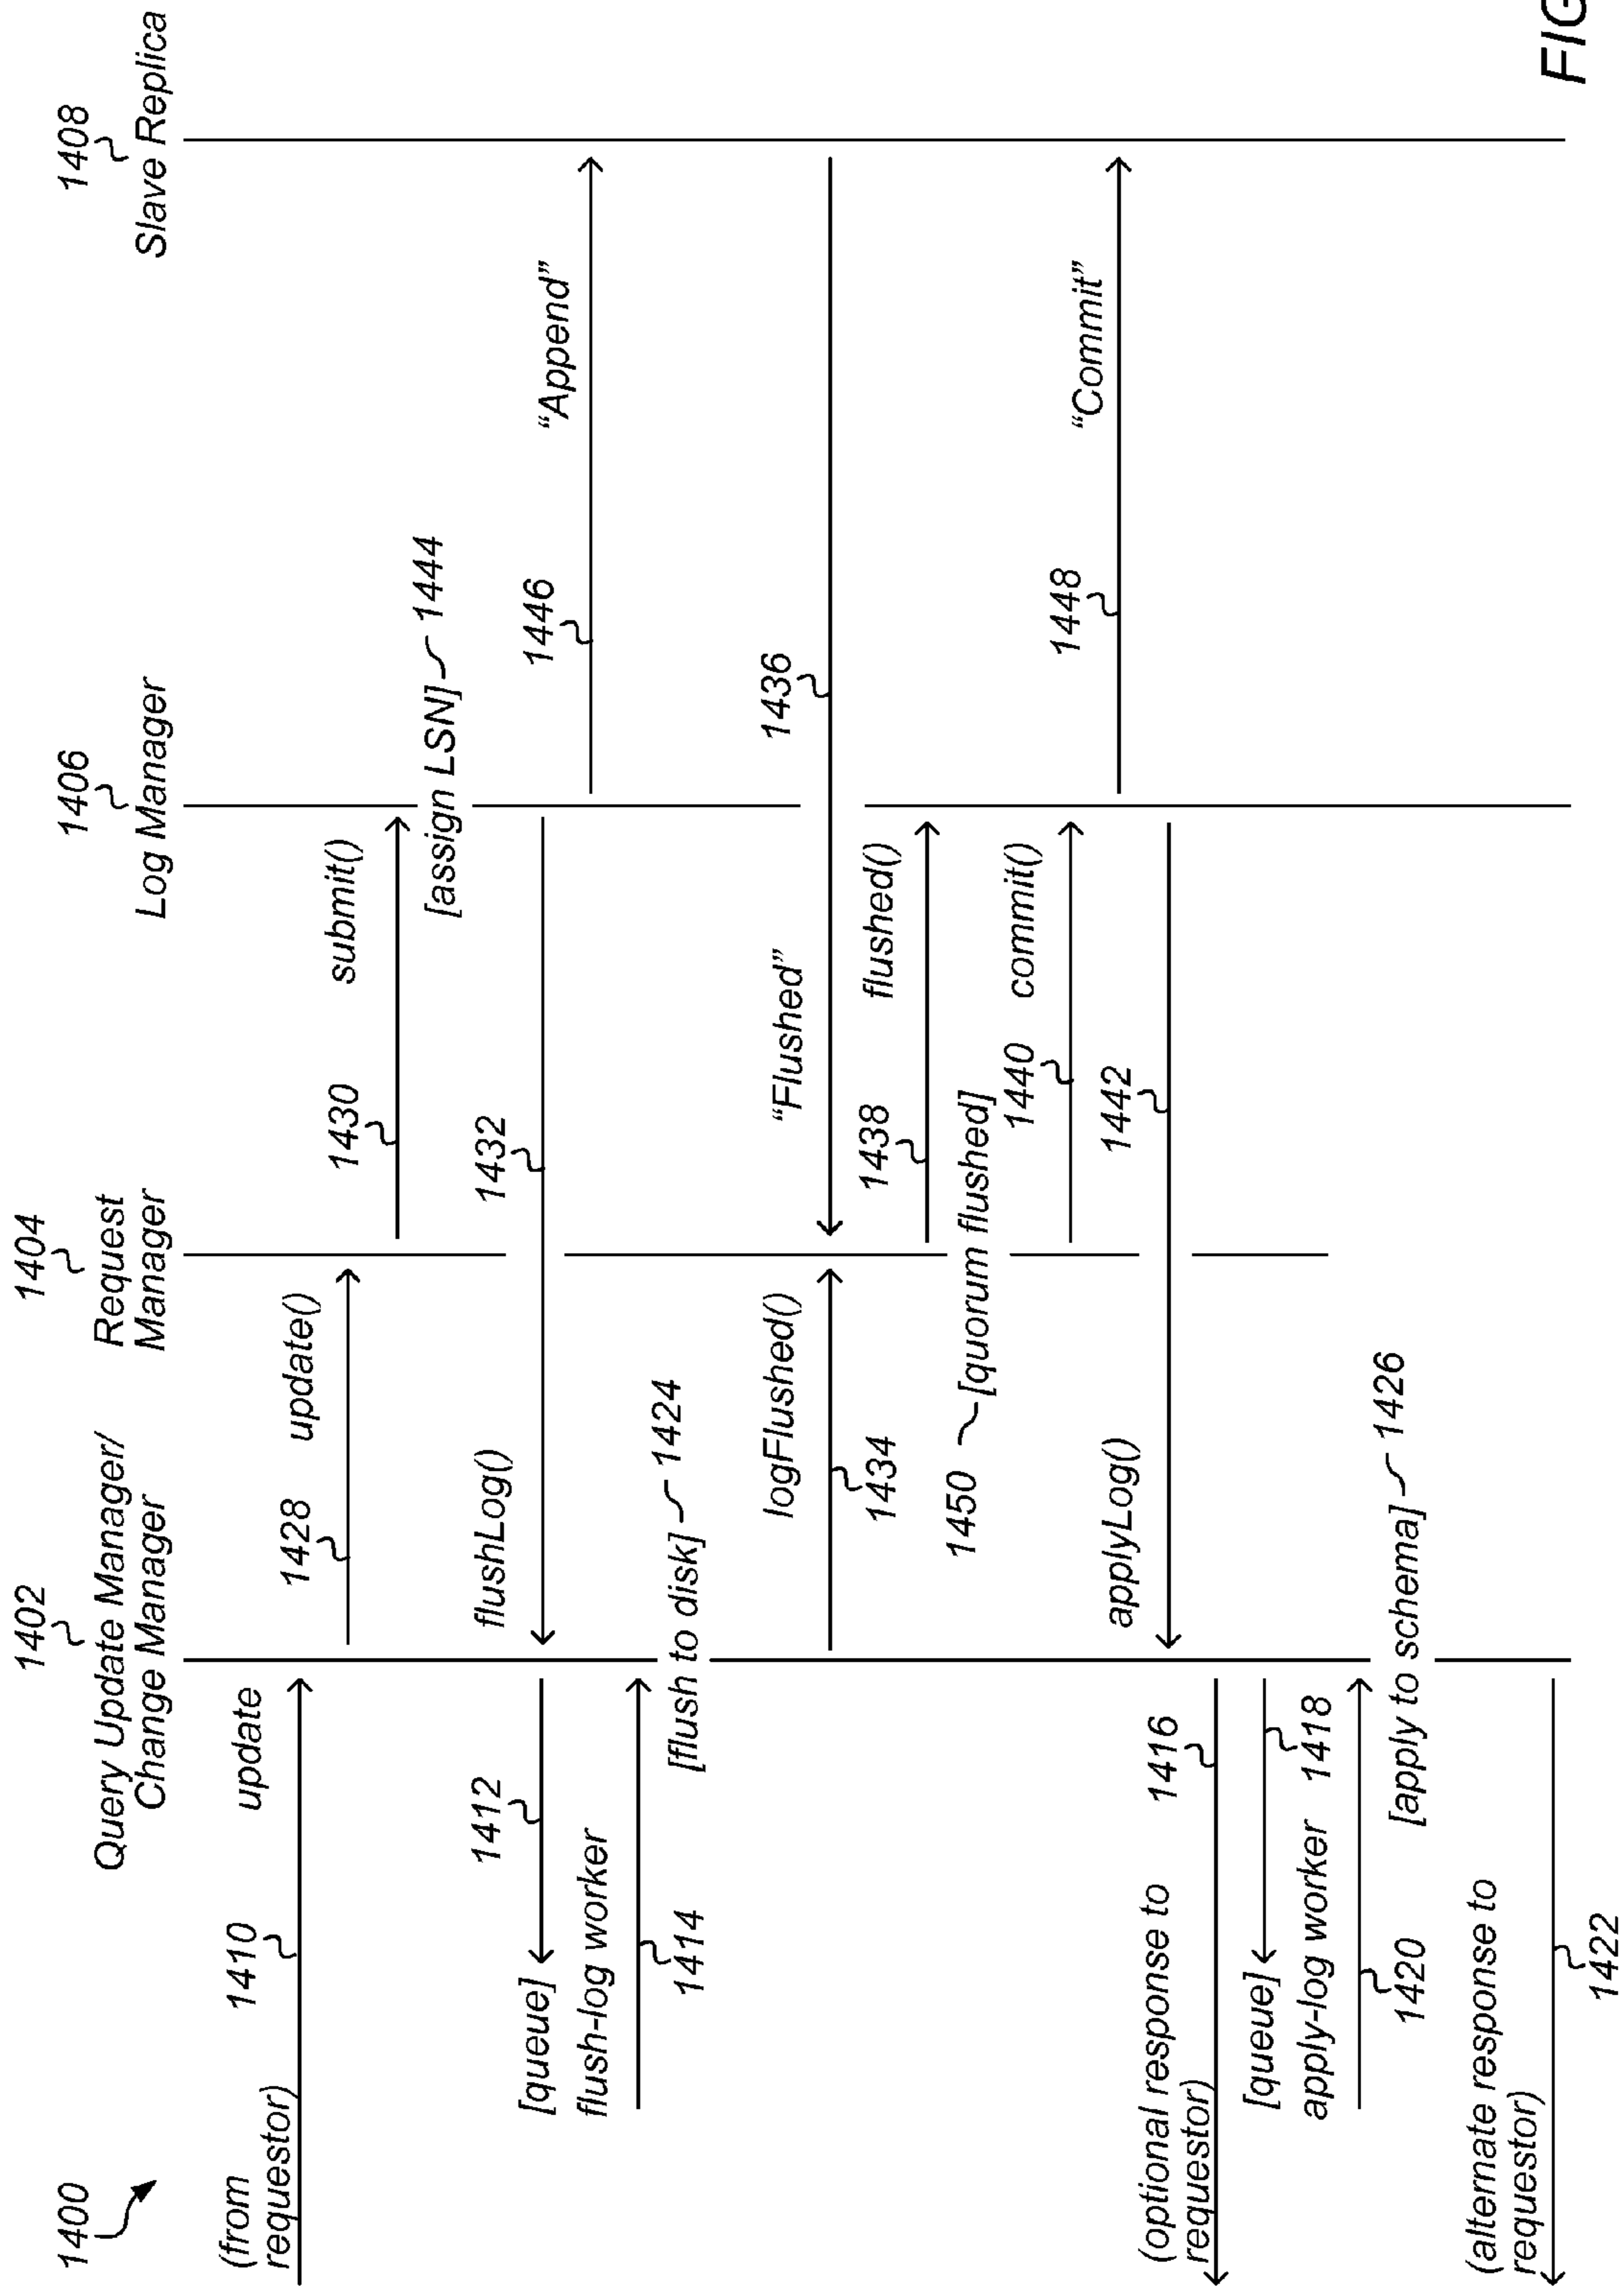 1400
1402
Query Update Manager/
Change Manager
1404
Request
Manager
1406
Log Manager
1408
Slave Replica
(from
requestor)
1410
update
1428
update()
1430
submit()
[assign LSN]
1444
1432
flushLog()
1412
[queue]
1446
"Append"
flush-log worker
1414
[flush to disk]
1424
logFlushed()
1434
"Flushed"
1436
1438
flushed()
1450
[quorum flushed]
1440
commit()
1448
"Commit"
1442
applyLog()
(optional response to
requestor)
1416
[queue]
1418
apply-log worker
1420
[apply to schema]
1426
(alternate response to
requestor)
1422
FIG